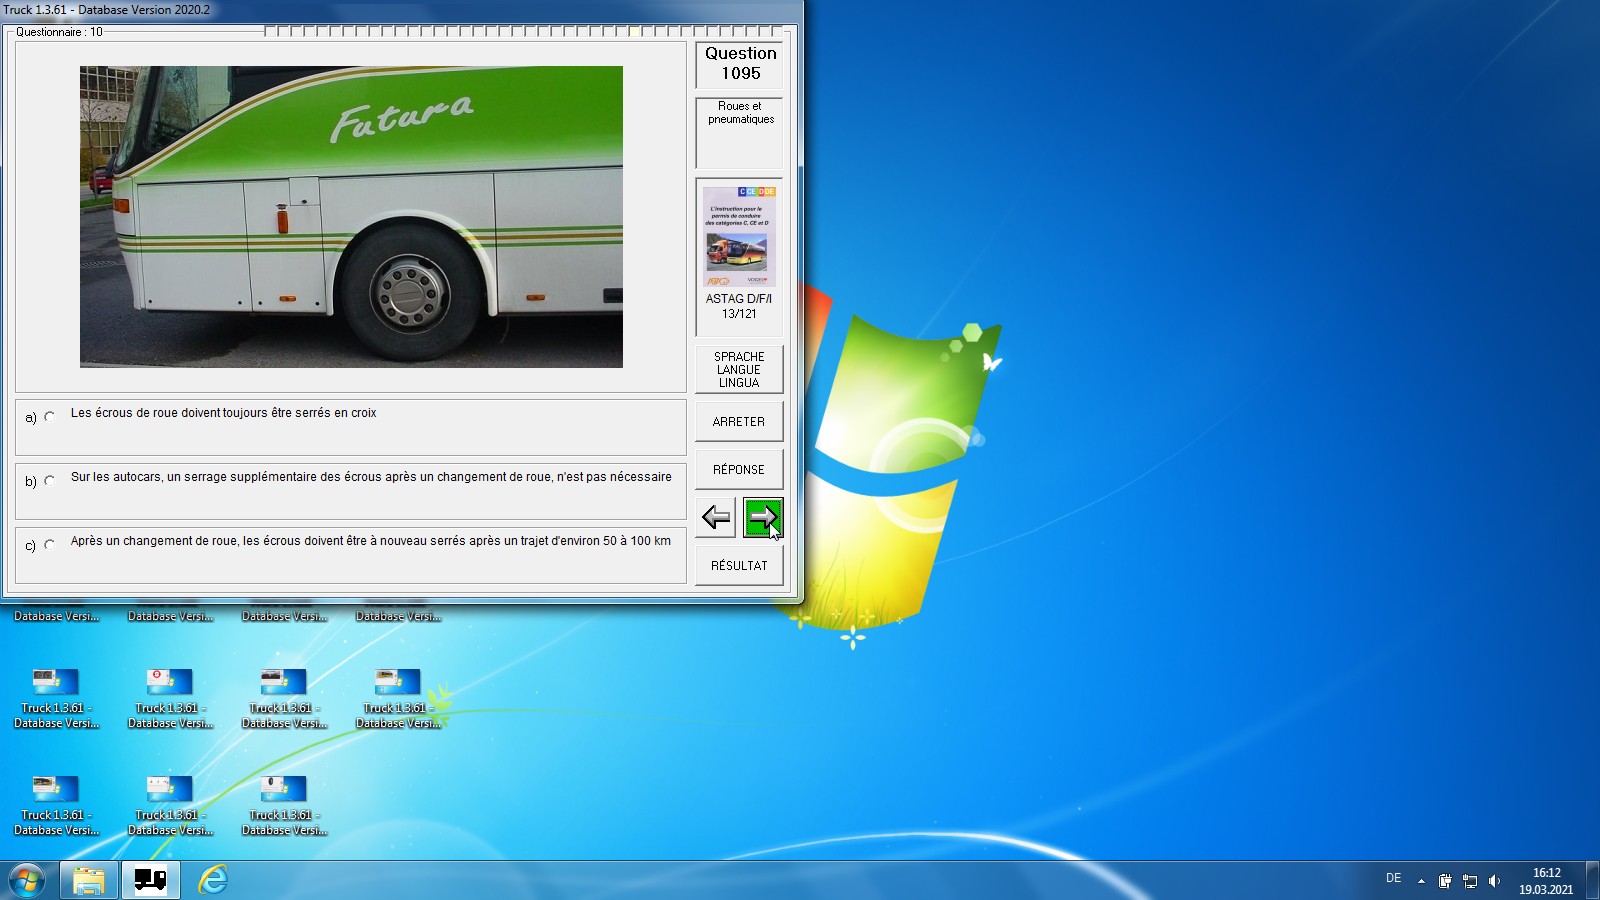 Truck 1.3.61 - Database Version 2020.2
Questionnaire : 10
Futura
Question
1095
Roues et
pneumatiques
C CE D DE
L'instruction pour le
permis de conduire
des catégories C, CE et D
ASTAG D/F/I
13/121
SPRACHE
LANGUE
LINGUA
ARRETER
RÉPONSE
RÉSULTAT
a) Les écrous de roue doivent toujours être serrés en croix
b) Sur les autocars, un serrage supplémentaire des écrous après un changement de roue, n'est pas nécessaire
c) Après un changement de roue, les écrous doivent être à nouveau serrés après un trajet d'environ 50 à 100 km
Database Versi... Database Versi... Database Versi... Database Versi...
Truck 1.3.61 - Truck 1.3.61 - Truck 1.3.61 - Truck 1.3.61 -
Database Versi... Database Versi... Database Versi... Database Versi...
Truck 1.3.61 - Truck 1.3.61 - Truck 1.3.61 -
Database Versi... Database Versi... Database Versi...
DE
16:12
19.03.2021